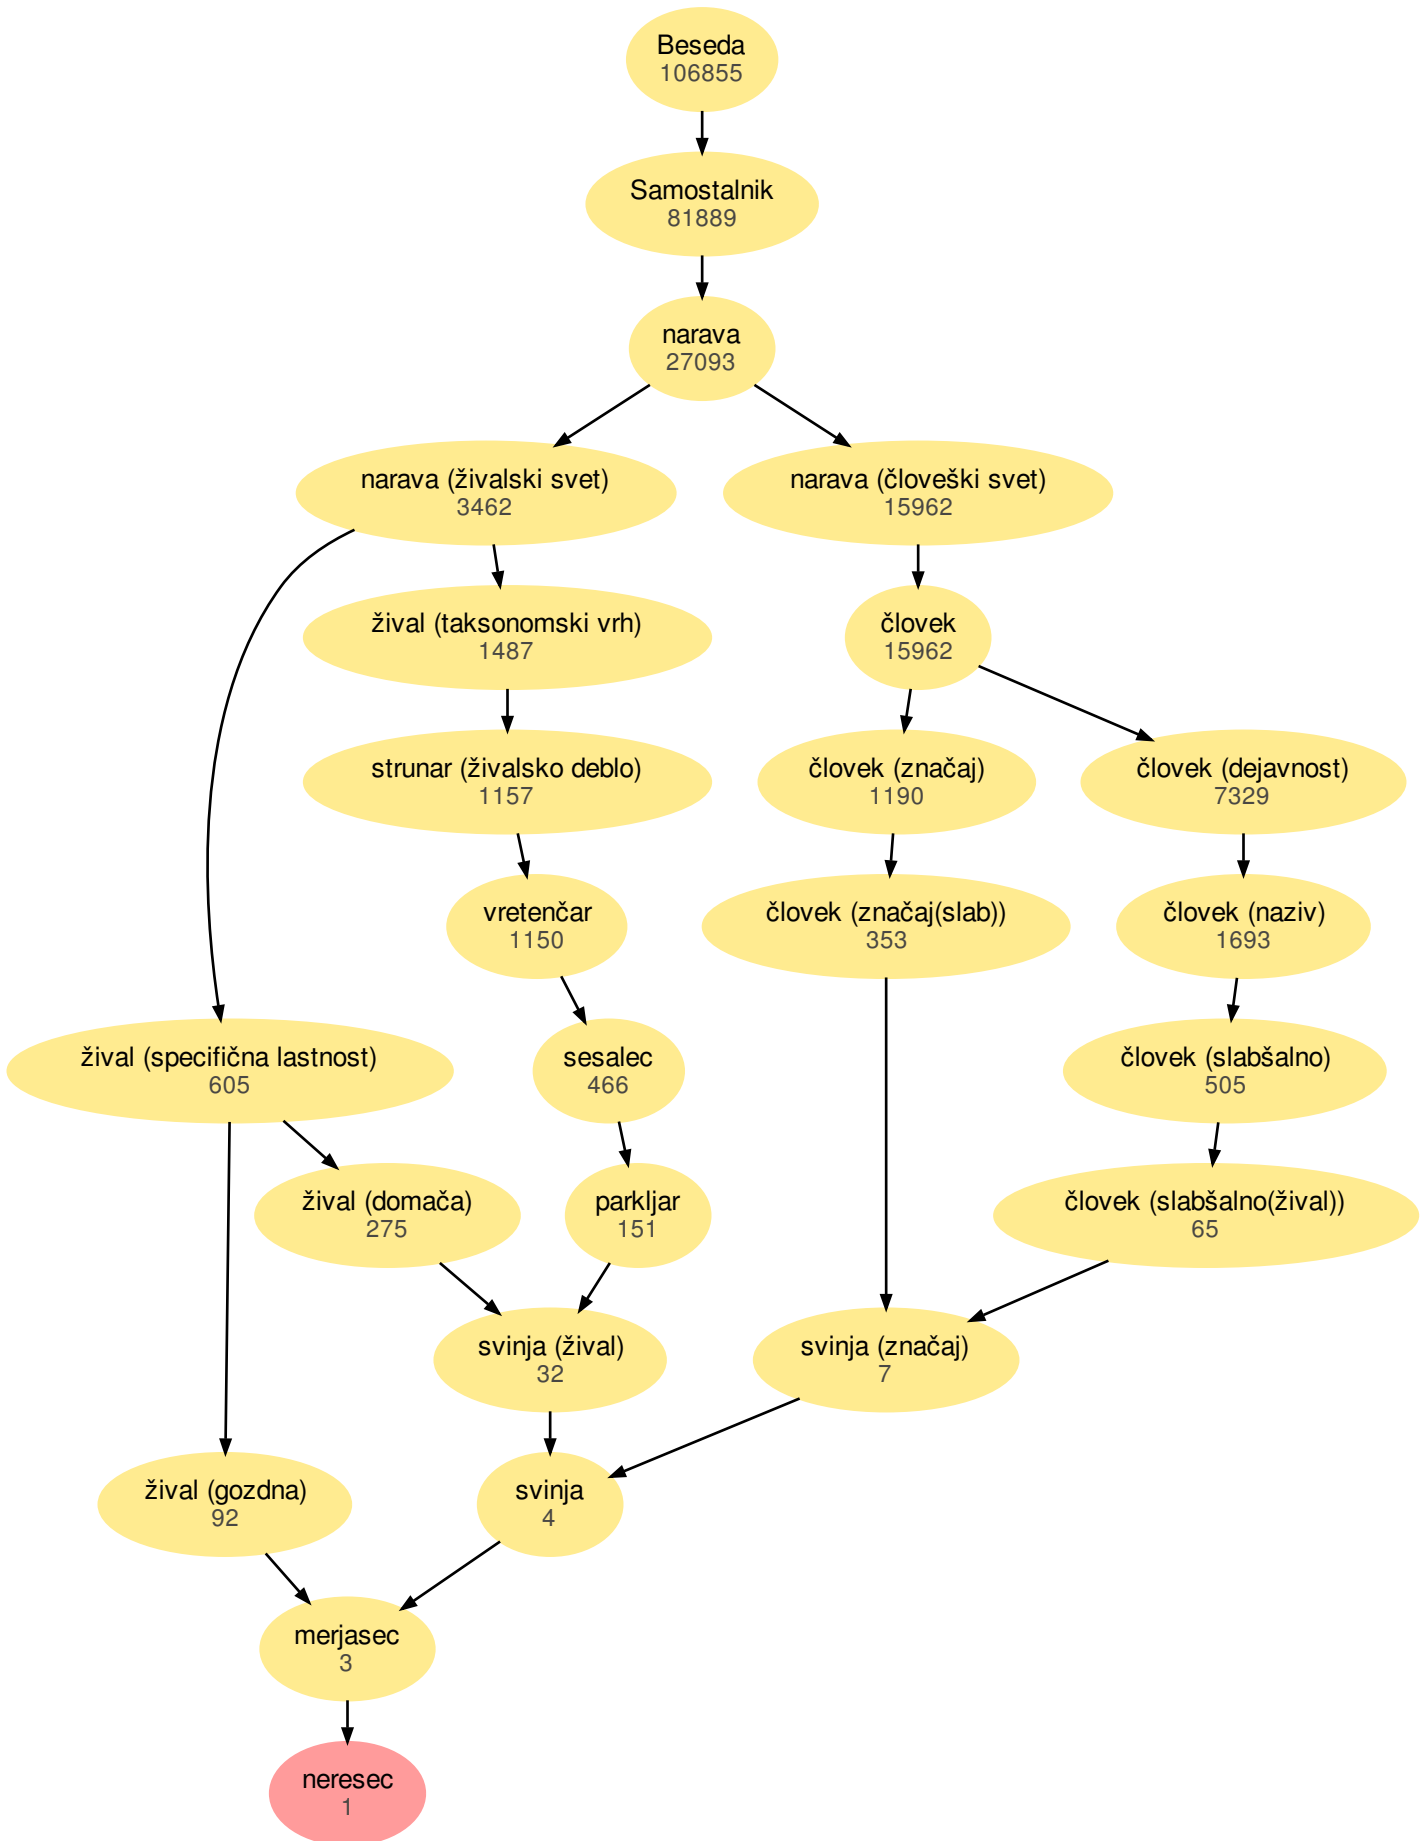 Beseda
106855
Samostalnik
81889
narava
27093
narava (živalski svet)
3462
narava (človeški svet)
15962
žival (taksonomski vrh)
1487
človek
15962
strunar (živalsko deblo)
1157
človek (značaj)
1190
človek (dejavnost)
7329
vretenčar
1150
človek (značaj(slab))
353
človek (naziv)
1693
žival (specifična lastnost)
605
sesalec
466
človek (slabšalno)
505
žival (domača)
275
parkljar
151
človek (slabšalno(žival))
65
svinja (žival)
32
svinja (značaj)
7
žival (gozdna)
92
svinja
4
merjasec
3
neresec
1